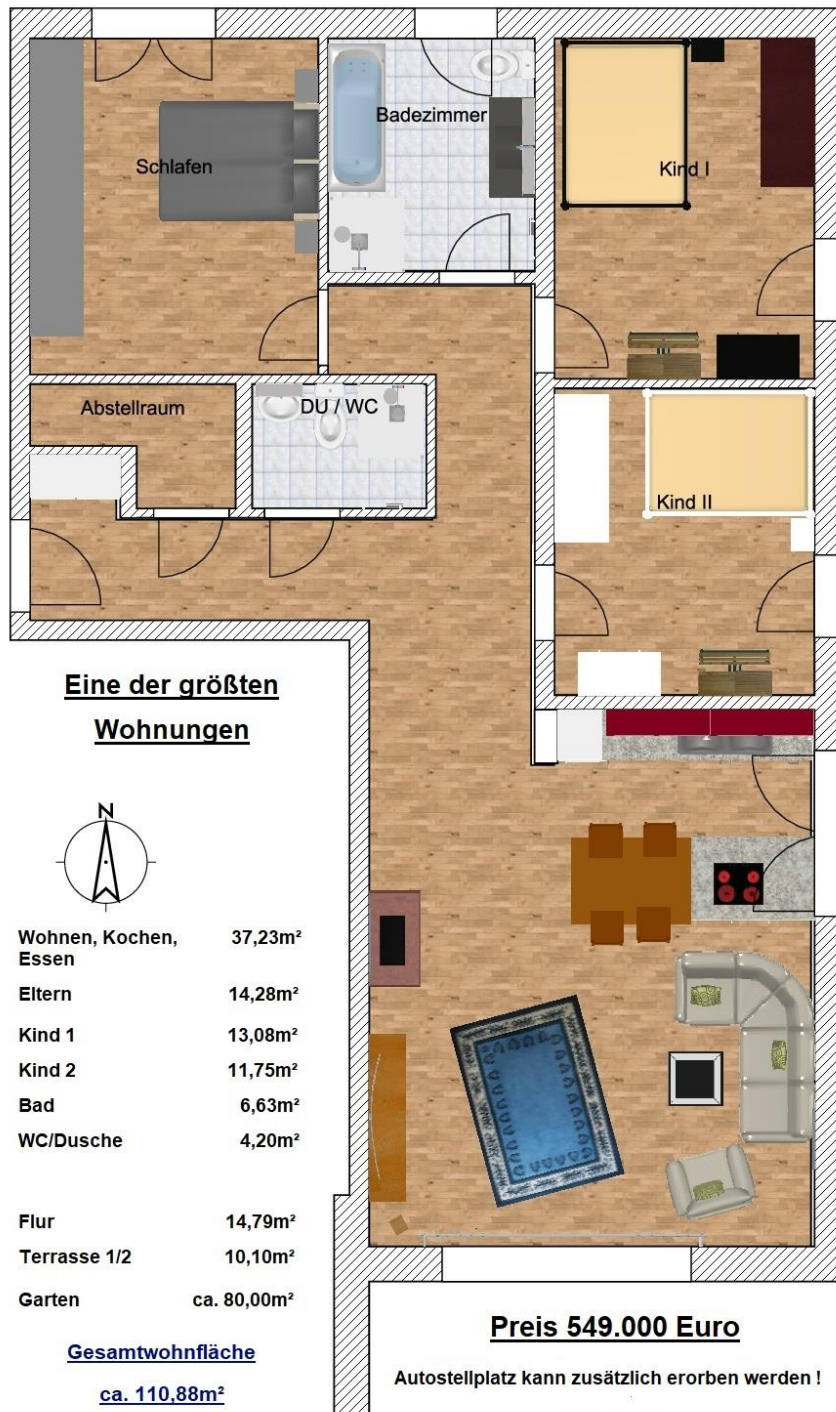 Schlafen
Badezimmer
Kind I
Abstellraum
DU / WC
Kind II
Eine der größten
Wohnungen
N
Wohnen, Kochen, 37,23m²
Essen
Eltern 14,28m²
Kind 1 13,08m²
Kind 2 11,75m²
Bad 6,63m²
WC/Dusche 4,20m²
Flur 14,79m²
Terrasse 1/2 10,10m²
Garten ca. 80,00m²
Gesamtwohnfläche
ca. 110,88m²
Preis 549.000 Euro
Autostellplatz kann zusätzlich erorben werden !